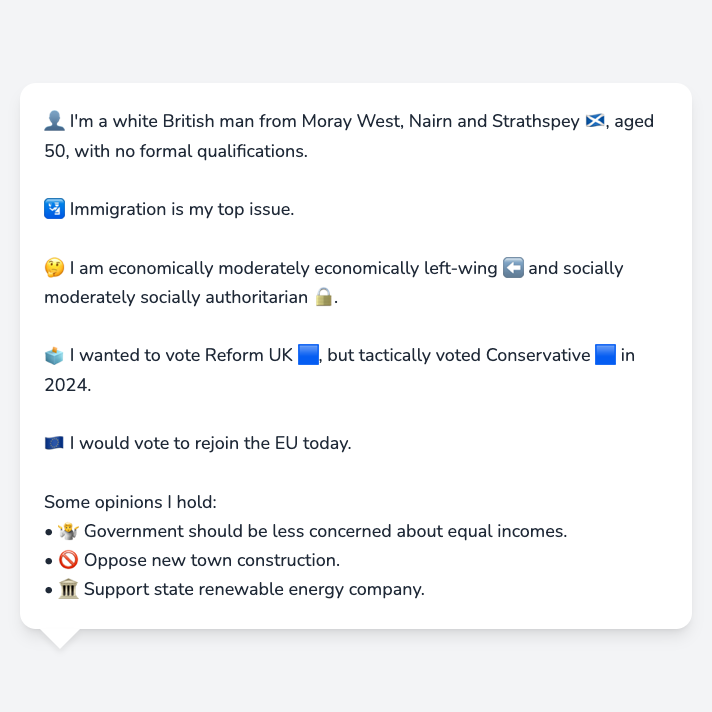 👤 I'm a white British man from Moray West, Nairn and Strathspey 🏴󠁧󠁢󠁳󠁣󠁴󠁿, aged
50, with no formal qualifications.
🛂 Immigration is my top issue.
🤔 I am economically moderately economically left-wing ⬅️ and socially
moderately socially authoritarian 🔒.
🗳️ I wanted to vote Reform UK 🟦, but tactically voted Conservative 🟦 in
2024.
🇪🇺 I would vote to rejoin the EU today.
Some opinions I hold:
• 🤷 Government should be less concerned about equal incomes.
• 🚫 Oppose new town construction.
• 🏛️ Support state renewable energy company.